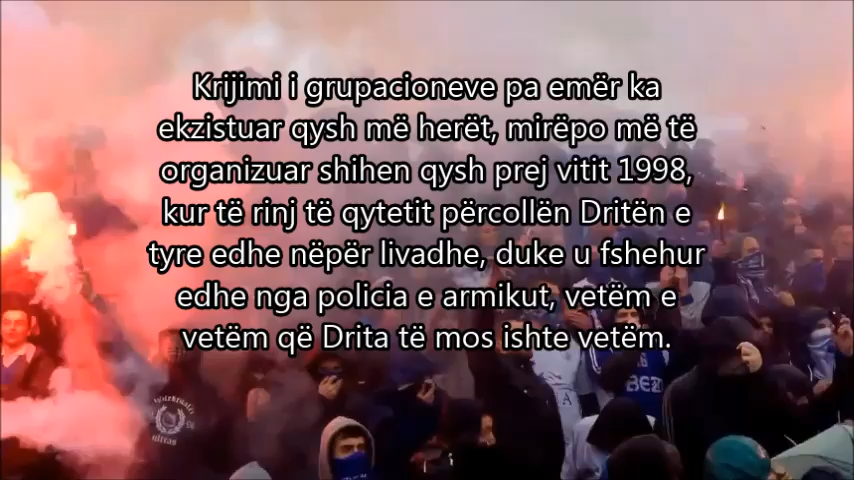 Krijimi i grupacioneve pa emër ka
ekzistuar qysh më herët, mirëpo më të
organizuar shihen qysh prej vitit 1998,
kur të rinj të qytetit përcollën Dritën e
tyre edhe nëpër livadhe, duke u fshehur
edhe nga policia e armikut, vetëm e
vetëm që Drita të mos ishte vetëm.
Intelektualët
ultras